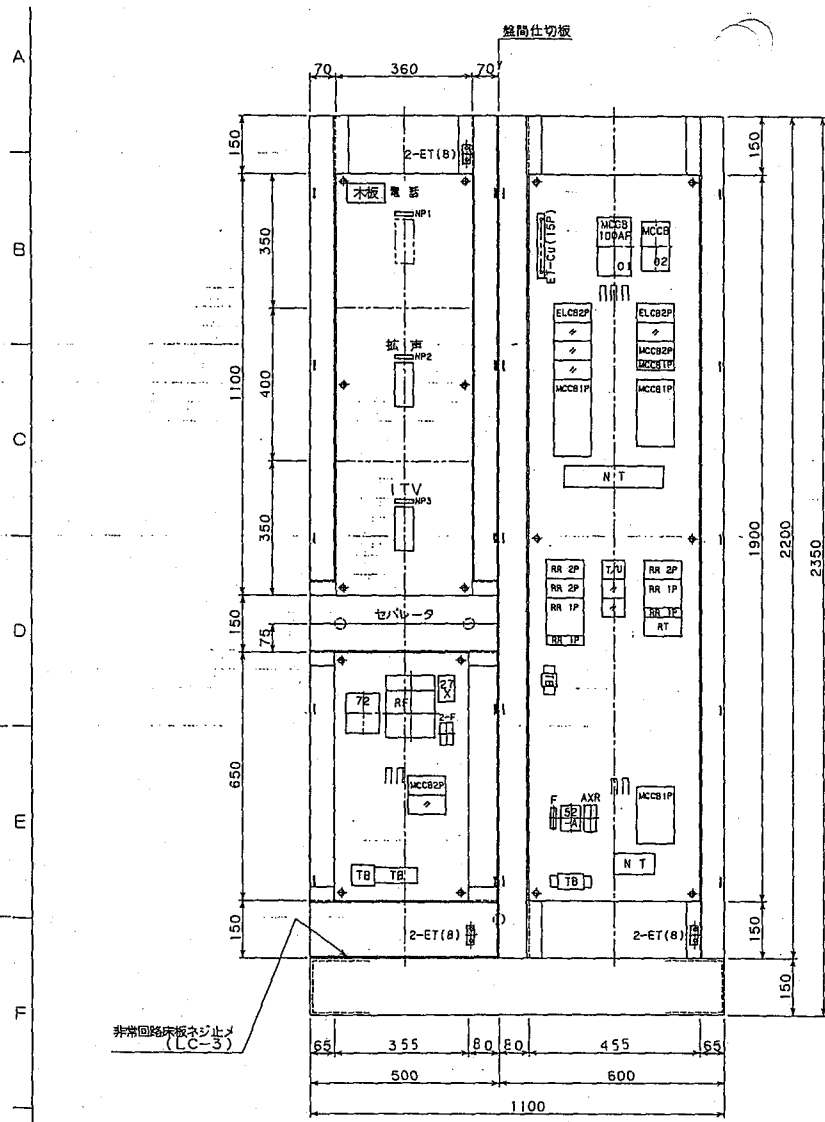 盤間仕切板
A
70
360
70
150
150
2-ET(8)
木板
電話
NP1
ET-Cu(15P)
MCCB
100AF
01
MCCB
02
B
350
ELCB2P
〃
〃
〃
MCCB1P
ELCB2P
〃
MCCB2P
MCCB1P
MCCB1P
拡声
NP2
1100
400
C
N T
ITV
NP3
350
1900
2200
2350
RR 2P
RR 2P
RR 1P
RR 1P
T/U
〃
〃
RR 2P
RR 1P
RR 1P
RT
D
150
75
セパレータ
TB
72
RF
27
X
2-F
650
MCCB2P
〃
F
52
-A
AXR
MCCB1P
E
TB
TB
TB
N T
150
2-ET(8)
2-ET(8)
150
150
F
非常回路床板ネジ止メ
(LC-3)
65
355
80
80
455
65
500
600
1100